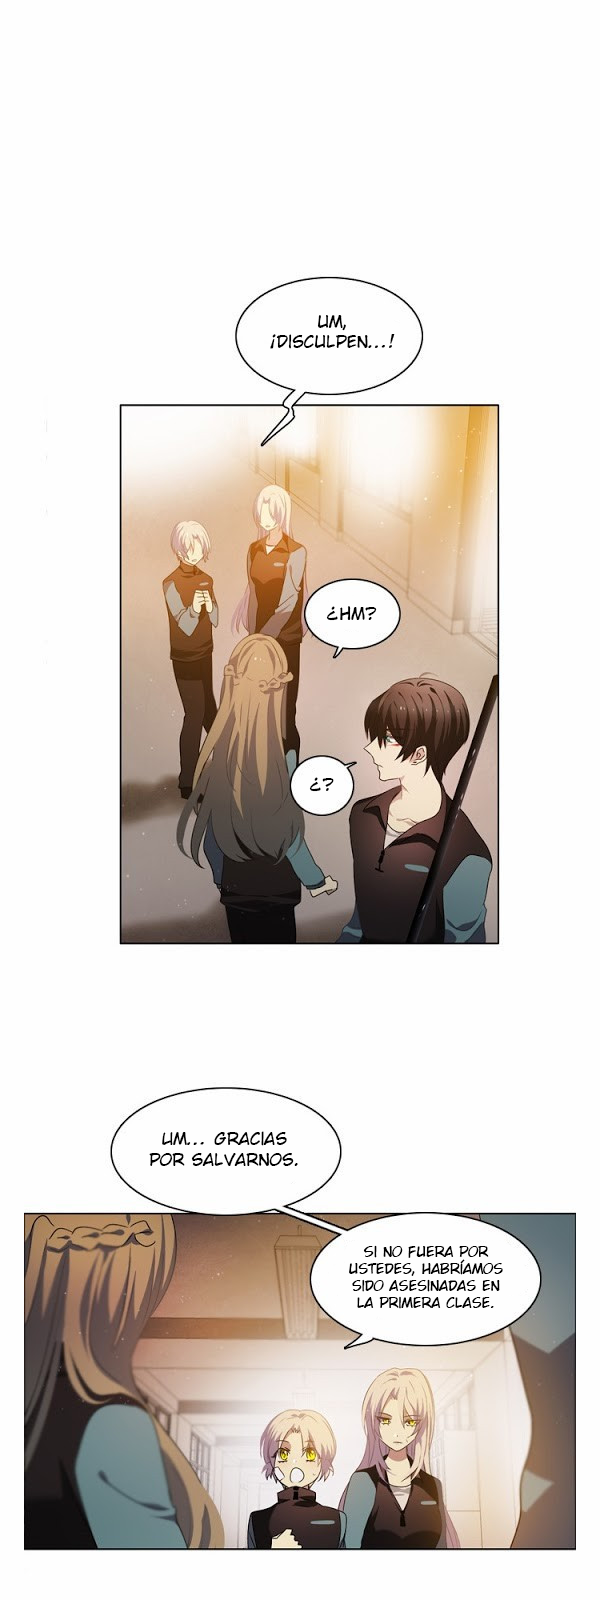 UM,
¡DISCULPEN...!
¿HM?
¿?
UM... GRACIAS
POR SALVARNOS.
SI NO FUERA POR
USTEDES, HABRÍAMOS
SIDO ASESINADAS EN
LA PRIMERA CLASE.